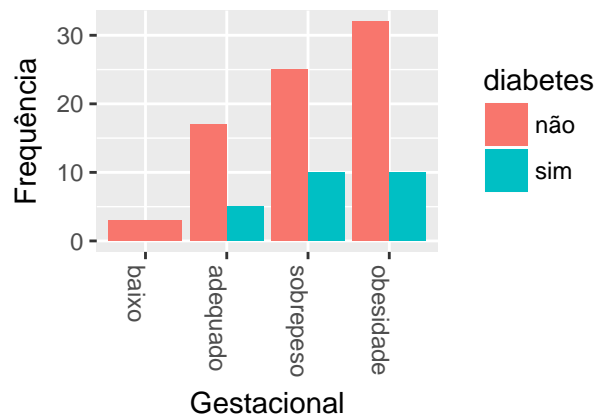 Frequência
30
20
10
0
baixo
adequado
sobrepeso
obesidade
Gestacional
diabetes
não
sim